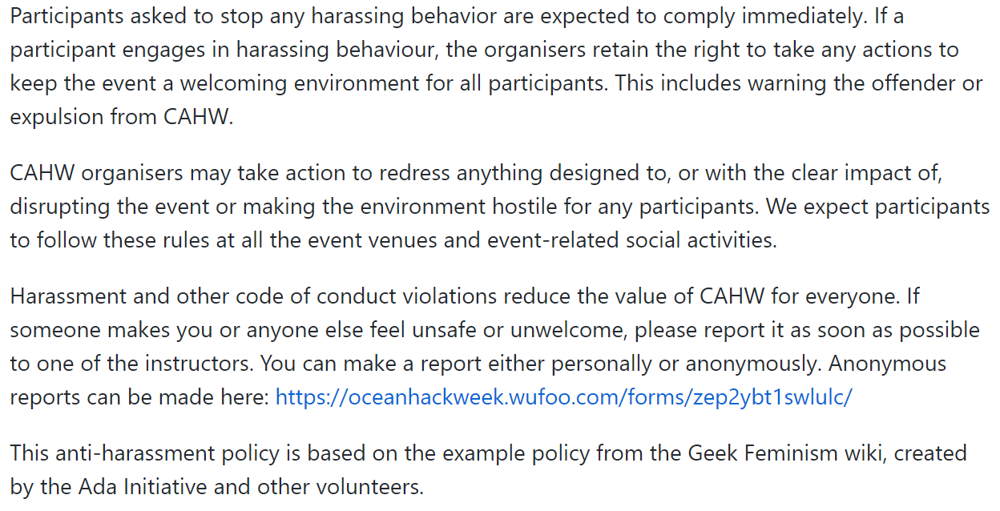 Participants asked to stop any harassing behavior are expected to comply immediately. If a
participant engages in harassing behaviour, the organisers retain the right to take any actions to
keep the event a welcoming environment for all participants. This includes warning the offender or
expulsion from CAHW.
CAHW organisers may take action to redress anything designed to, or with the clear impact of,
disrupting the event or making the environment hostile for any participants. We expect participants
to follow these rules at all the event venues and event-related social activities.
Harassment and other code of conduct violations reduce the value of CAHW for everyone. If
someone makes you or anyone else feel unsafe or unwelcome, please report it as soon as possible
to one of the instructors. You can make a report either personally or anonymously. Anonymous
reports can be made here: https://oceanhackweek.wufoo.com/forms/zep2ybt1swlulc/
This anti-harassment policy is based on the example policy from the Geek Feminism wiki, created
by the Ada Initiative and other volunteers.